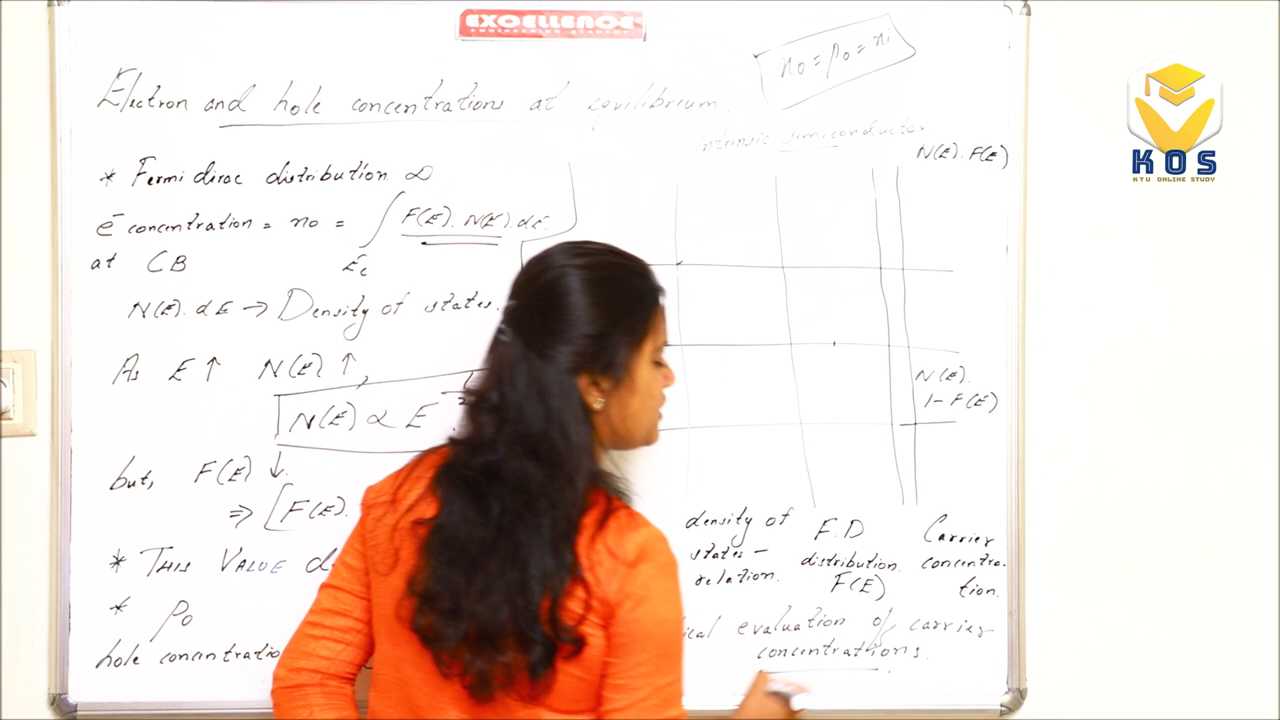 EXCELLENCE
ENGINEERING ACADEMY
n₀ = p₀ = nᵢ
Electron and hole concentrations at equilibrium.
intrinsic semiconductor
N(E).F(E)
* Fermi dirac distribution ∝
e⁻ concentration = n₀ = ∫ F(E). N(E). dE.
at CB
Ec
N(E). dE → Density of states.
As E ↑ N(E) ↑,
N(E) ∝ E
but, F(E) ↓.
⇒ [F(E).
* THIS VALUE
* p₀
hole
N(E).
1-F(E)
density of states - relation.
F.D distribution. F(E)
Carrier concentra-tion.
evaluation of carrier
concentrations.
KOS
KTU ONLINE STUDY